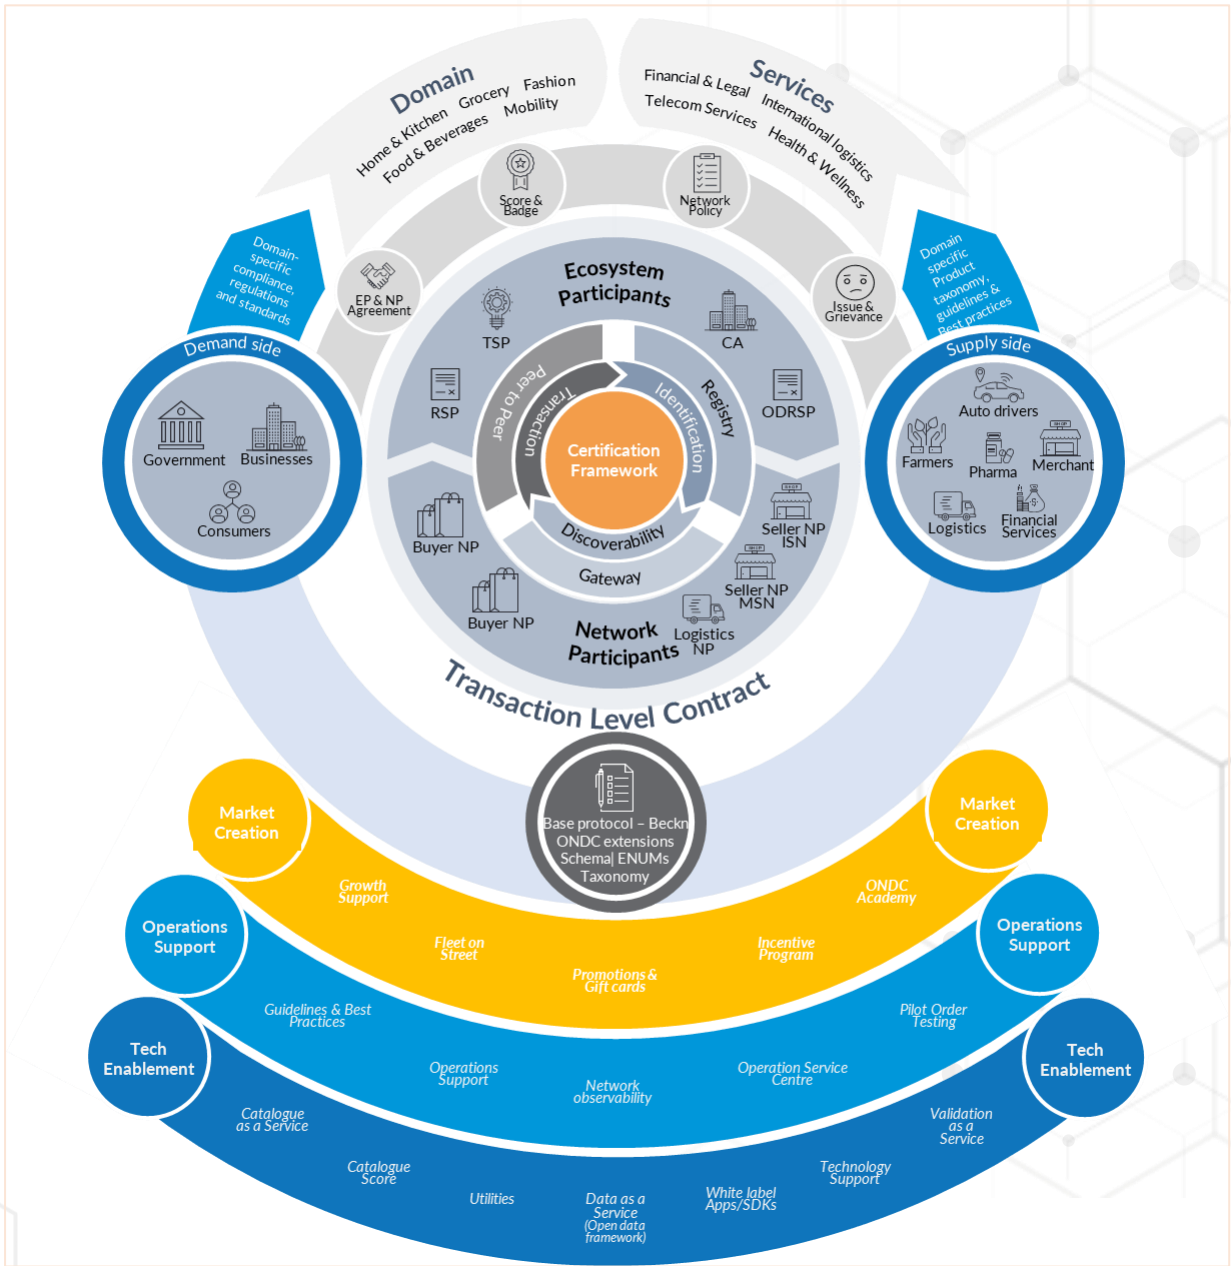 Domain
Home & Kitchen
Grocery
Fashion
Food & Beverages
Mobility
Services
Financial & Legal
International logistics
Telecom Services
Health & Wellness
Domain-
specific
compliance,
regulations
and standards
Domain
specific
Product
taxonomy,
guidelines &
Best practices
EP & NP
Agreement
Score &
Badge
Network
Policy
Issue &
Grievance
Demand side
Government
Businesses
Consumers
Supply side
Auto drivers
Farmers
Pharma
Merchant
Logistics
Financial
Services
Ecosystem
Participants
TSP
CA
RSP
ODRSP
Peer to Peer
Transaction
Registry
Identification
Certification
Framework
Discoverability
Gateway
Buyer NP
Buyer NP
Seller NP
ISN
Seller NP
MSN
Logistics
NP
Network
Participants
Transaction Level Contract
Base protocol – Beckn
ONDC extensions
Schema| ENUMs
Taxonomy
Market
Creation
Growth
Support
Fleet on
Street
Promotions &
Gift cards
Incentive
Program
ONDC
Academy
Market
Creation
Operations
Support
Guidelines & Best
Practices
Operations
Support
Network
observability
Operation Service
Centre
Pilot Order
Testing
Operations
Support
Tech
Enablement
Catalogue
as a Service
Catalogue
Score
Utilities
Data as a
Service
(Open data
framework)
White label
Apps/SDKs
Technology
Support
Validation
as a
Service
Tech
Enablement